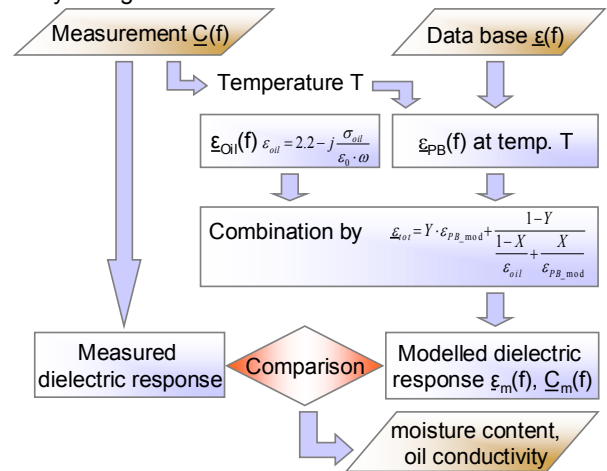 Measurement C(f)
Data base ε(f)
Temperature T
ε_Oil(f) ε_oil = 2.2 − j σ_oil / (ε_0 · ω)
ε_PB(f) at temp. T
Combination by ε_tot = Y · ε_PB_mod + (1 − Y) / ((1 − X) / ε_oil + X / ε_PB_mod)
Measured
dielectric response
Comparison
Modelled dielectric
response ε_m(f), C_m(f)
moisture content,
oil conductivity